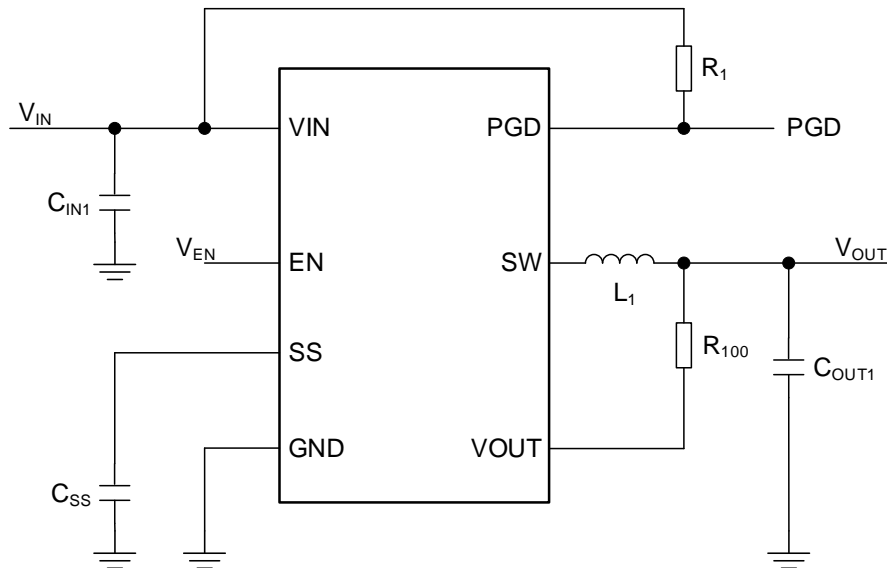 R1
VIN
VIN
PGD
PGD
CIN1
VEN
EN
SW
VOUT
L1
SS
R100
COUT1
GND
VOUT
CSS